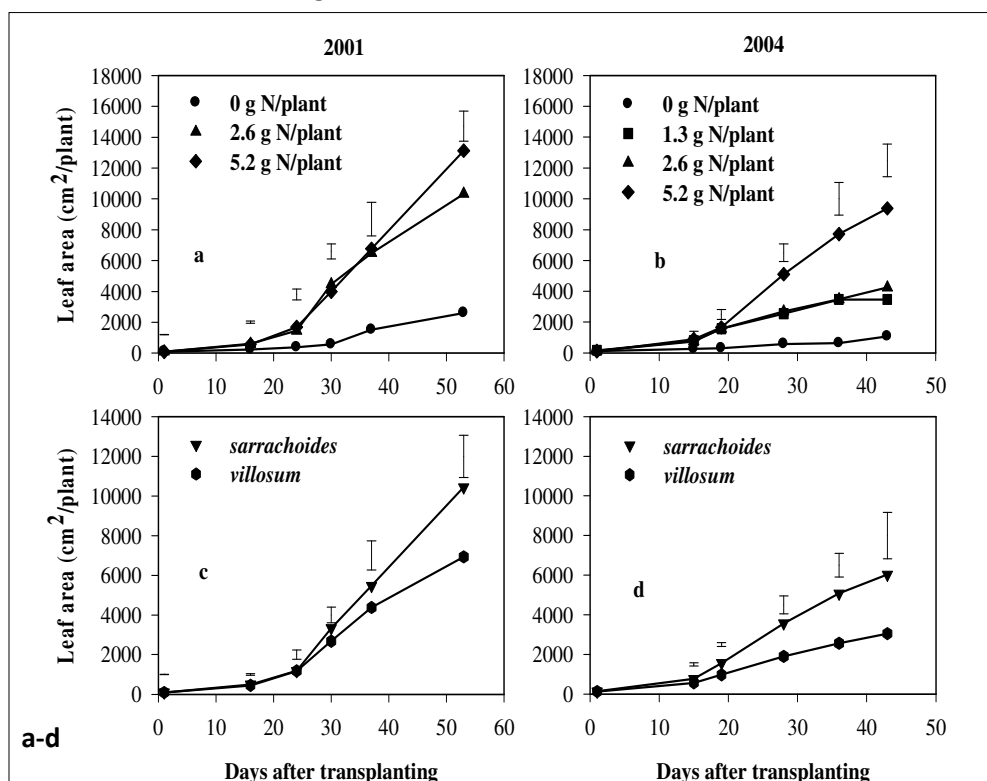 2001
2004
18000
16000
14000
12000
10000
8000
6000
4000
2000
0
Leaf area (cm2/plant)
0 g N/plant
2.6 g N/plant
5.2 g N/plant
a
0 10 20 30 40 50 60
18000
16000
14000
12000
10000
8000
6000
4000
2000
0
0 g N/plant
1.3 g N/plant
2.6 g N/plant
5.2 g N/plant
b
0 10 20 30 40 50
14000
12000
10000
8000
6000
4000
2000
0
Leaf area (cm2/plant)
sarrachoides
villosum
c
0 10 20 30 40 50 60
Days after transplanting
14000
12000
10000
8000
6000
4000
2000
0
sarrachoides
villosum
d
0 10 20 30 40 50
Days after transplanting
a-d